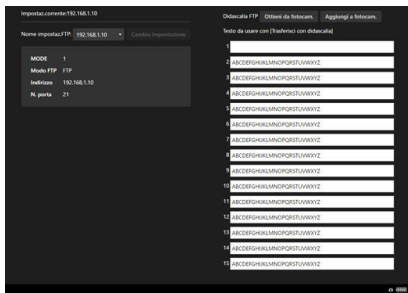 Impostaz.corrente:192.168.1.10
Nome impostaz.FTP: 192.168.1.10 Cambia impostazione
MODE 1
Modo FTP FTP
Indirizzo 192.168.1.10
N. porta 21
Didascalia FTP Ottieni da fotocam. Aggiungi a fotocam.
Testo da usare con [Trasferisci con didascalia]
1
2 ABCDEFGHIJKLMNOPQRSTUVWXYZ
3 ABCDEFGHIJKLMNOPQRSTUVWXYZ
4 ABCDEFGHIJKLMNOPQRSTUVWXYZ
5 ABCDEFGHIJKLMNOPQRSTUVWXYZ
6 ABCDEFGHIJKLMNOPQRSTUVWXYZ
7 ABCDEFGHIJKLMNOPQRSTUVWXYZ
8 ABCDEFGHIJKLMNOPQRSTUVWXYZ
9 ABCDEFGHIJKLMNOPQRSTUVWXYZ
10 ABCDEFGHIJKLMNOPQRSTUVWXYZ
11 ABCDEFGHIJKLMNOPQRSTUVWXYZ
12 ABCDEFGHIJKLMNOPQRSTUVWXYZ
13 ABCDEFGHIJKLMNOPQRSTUVWXYZ
14 ABCDEFGHIJKLMNOPQRSTUVWXYZ
15 ABCDEFGHIJKLMNOPQRSTUVWXYZ